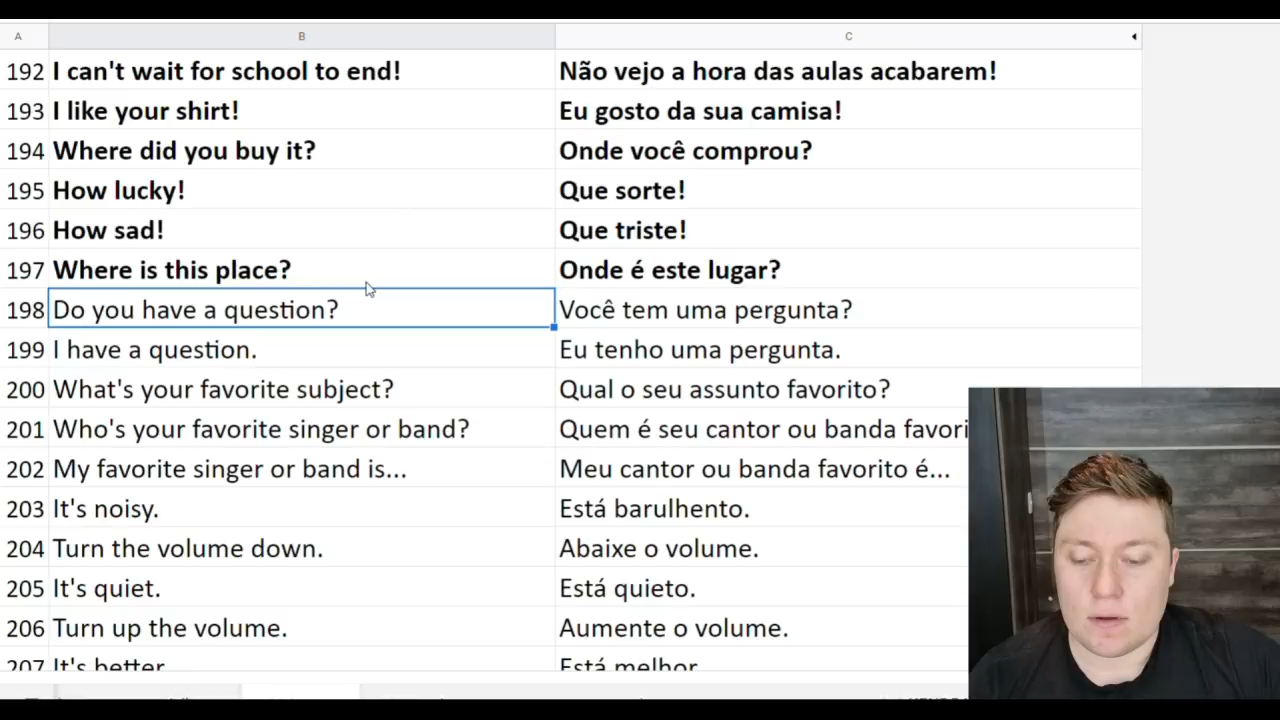 A B C
192 I can't wait for school to end! Não vejo a hora das aulas acabarem!
193 I like your shirt! Eu gosto da sua camisa!
194 Where did you buy it? Onde você comprou?
195 How lucky! Que sorte!
196 How sad! Que triste!
197 Where is this place? Onde é este lugar?
198 Do you have a question? Você tem uma pergunta?
199 I have a question. Eu tenho uma pergunta.
200 What's your favorite subject? Qual o seu assunto favorito?
201 Who's your favorite singer or band? Quem é seu cantor ou banda favori
202 My favorite singer or band is... Meu cantor ou banda favorito é...
203 It's noisy. Está barulhento.
204 Turn the volume down. Abaixe o volume.
205 It's quiet. Está quieto.
206 Turn up the volume. Aumente o volume.
207 It's better Está melhor